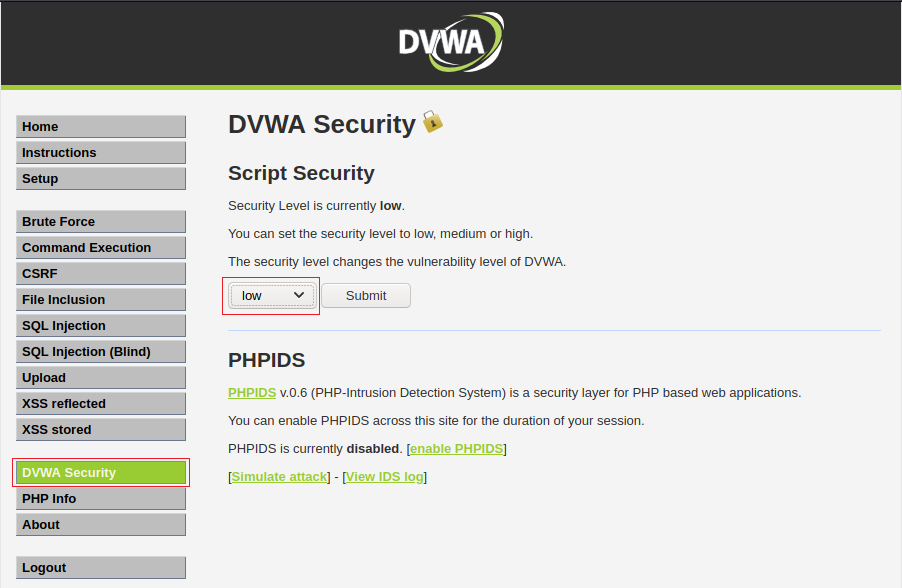 DVWA
Home
Instructions
Setup
Brute Force
Command Execution
CSRF
File Inclusion
SQL Injection
SQL Injection (Blind)
Upload
XSS reflected
XSS stored
DVWA Security
PHP Info
About
Logout
DVWA Security
Script Security
Security Level is currently low.
You can set the security level to low, medium or high.
The security level changes the vulnerability level of DVWA.
low Submit
PHPIDS
PHPIDS v.0.6 (PHP-Intrusion Detection System) is a security layer for PHP based web applications.
You can enable PHPIDS across this site for the duration of your session.
PHPIDS is currently disabled. [enable PHPIDS]
[Simulate attack] - [View IDS log]